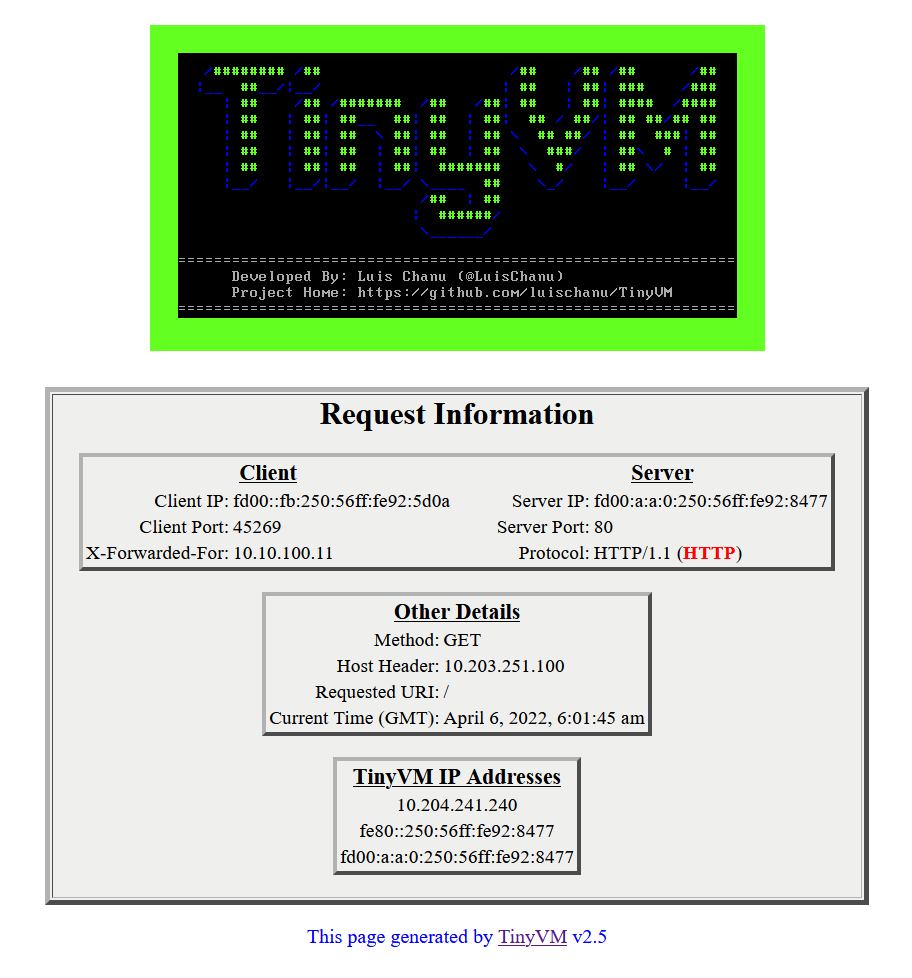 TinyVM
Developed By: Luis Chanu (@LuisChanu)
Project Home: https://github.com/luischanu/TinyVM
Request Information
Client
Client IP: fd00::fb:250:56ff:fe92:5d0a
Client Port: 45269
X-Forwarded-For: 10.10.100.11
Server
Server IP: fd00:a:a:0:250:56ff:fe92:8477
Server Port: 80
Protocol: HTTP/1.1 (HTTP)
Other Details
Method: GET
Host Header: 10.203.251.100
Requested URI: /
Current Time (GMT): April 6, 2022, 6:01:45 am
TinyVM IP Addresses
10.204.241.240
fe80::250:56ff:fe92:8477
fd00:a:a:0:250:56ff:fe92:8477
This page generated by TinyVM v2.5